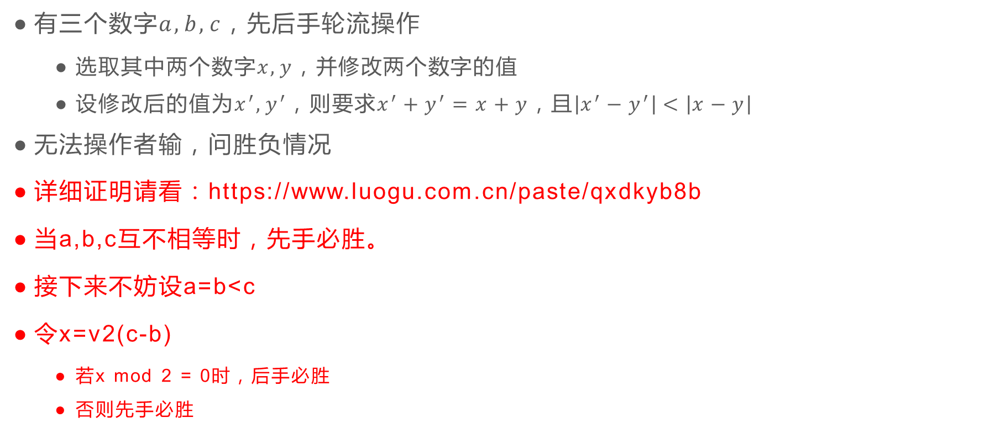 ● 有三个数字a, b, c，先后手轮流操作
● 选取其中两个数字x, y，并修改两个数字的值
● 设修改后的值为x′, y′，则要求x′ + y′ = x + y，且|x′ − y′| < |x − y|
● 无法操作者输，问胜负情况
● 详细证明请看：https://www.luogu.com.cn/paste/qxdkyb8b
● 当a,b,c互不相等时，先手必胜。
● 接下来不妨设a=b<c
● 令x=v2(c-b)
● 若x mod 2 = 0时，后手必胜
● 否则先手必胜